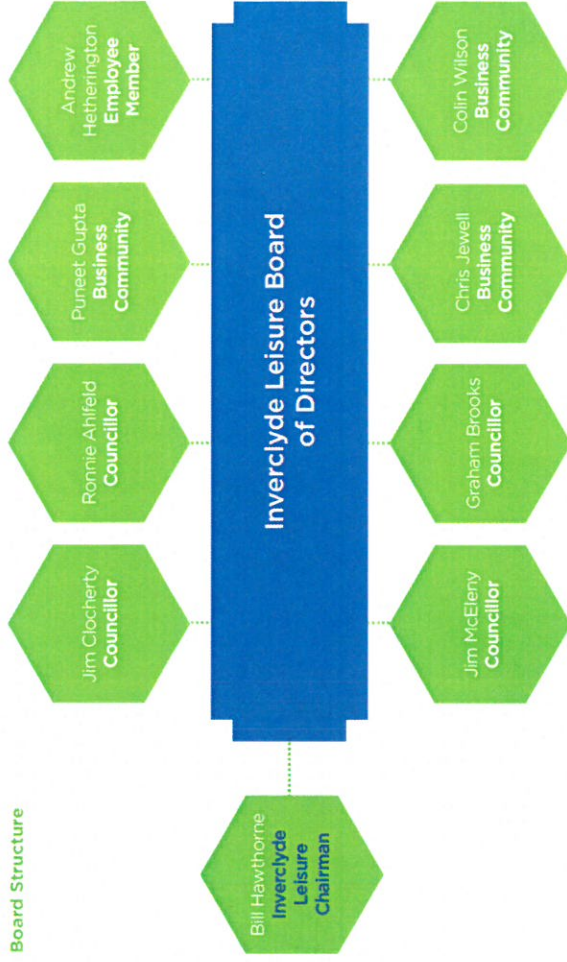 Board Structure
Bill Hawthorne
Inverclyde
Leisure
Chairman
Jim Clocherty
Councillor
Ronnie Ahlfeld
Councillor
Puneet Gupta
Business
Community
Andrew
Hetherington
Employee
Member
Inverclyde Leisure Board
of Directors
Jim McEleny
Councillor
Graham Brooks
Councillor
Chris Jewell
Business
Community
Colin Wilson
Business
Community